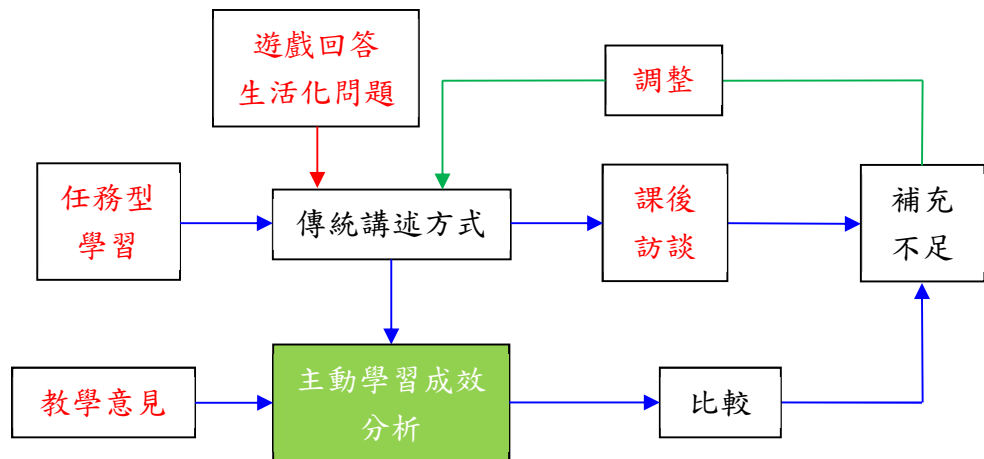 遊戲回答
生活化問題
調整
任務型
學習
傳統講述方式
課後
訪談
補充
不足
教學意見
主動學習成效
分析
比較